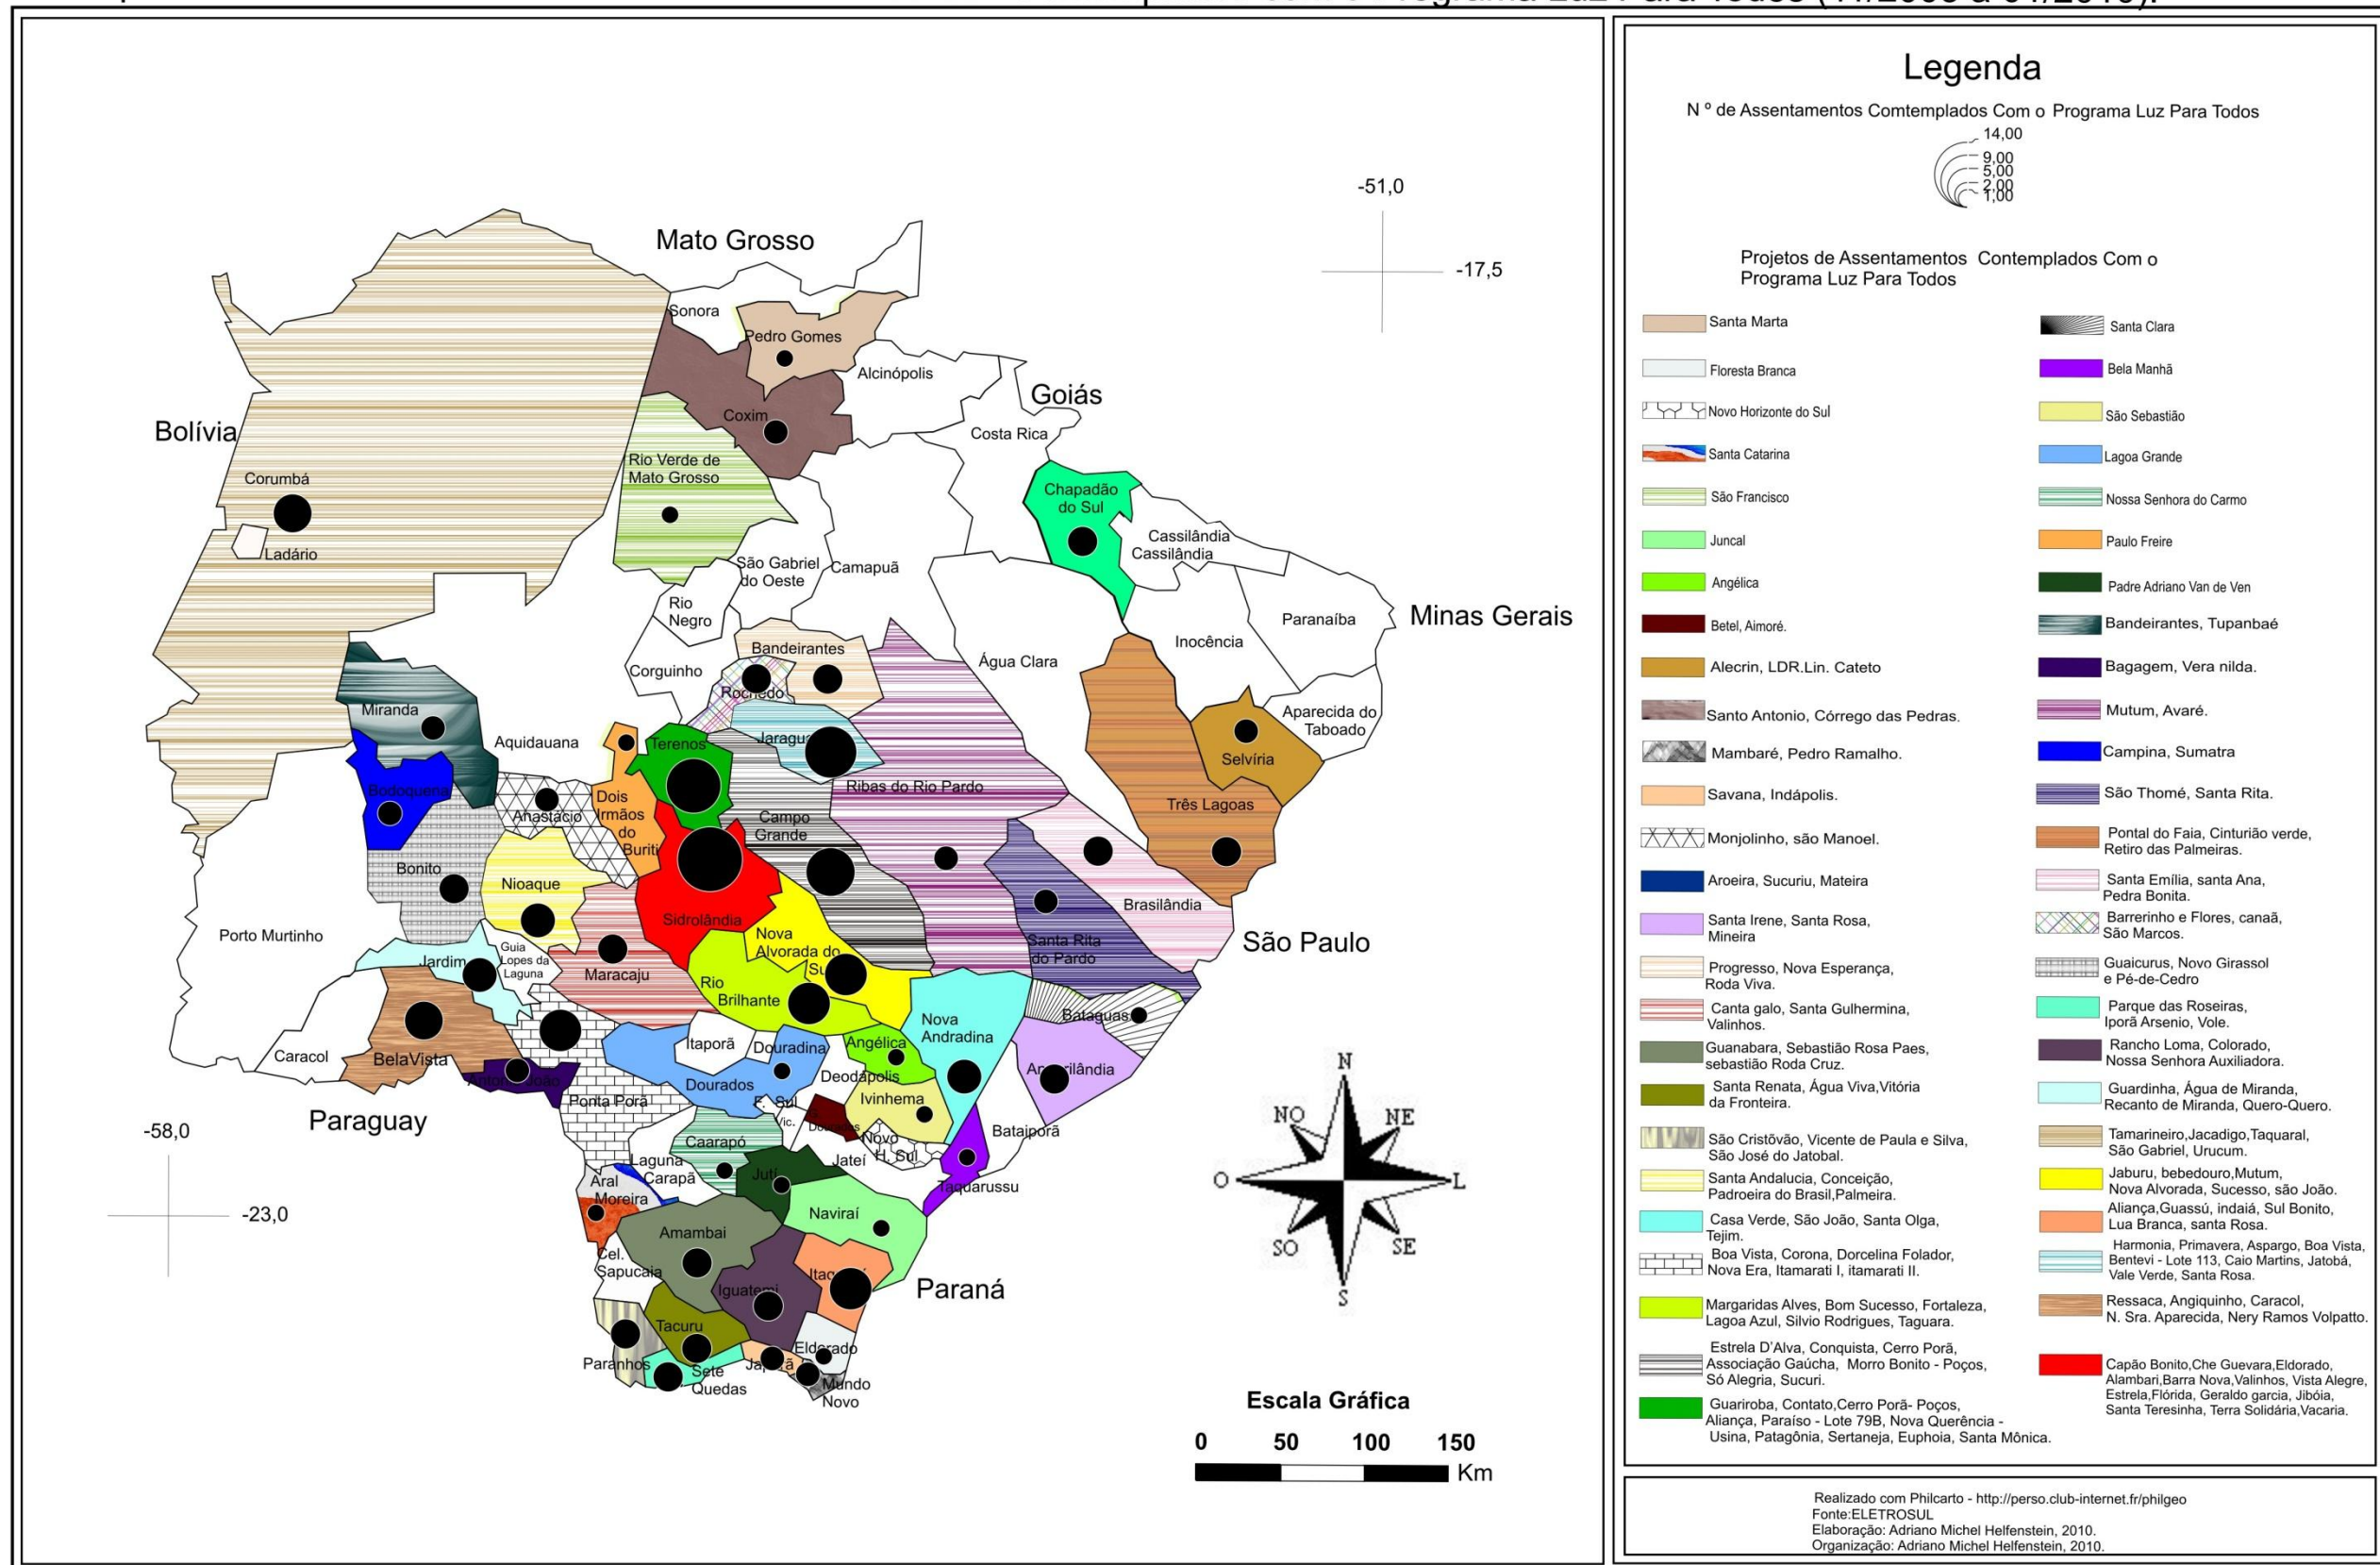 Programa Luz Para Todos (11/2003 a 01/2010).
Mato Grosso
-51,0
-17,5
Sonora
Pedro Gomes
Alcinópolis
Goiás
Coxim
Bolívia
Costa Rica
Corumbá
Rio Verde de
Mato Grosso
Chapadão
do Sul
Ladário
Cassilândia
Cassilândia
São Gabriel
do Oeste
Camapuã
Rio
Negro
Paranaíba
Minas Gerais
Inocência
Bandeirantes
Corguinho
Água Clara
Rochedo
Miranda
Aquidauana
Aparecida do
Taboado
Terenos
Jaragua
Selvíria
Bodoquena
Ribas do Rio Pardo
Dois
Irmãos
do
Buriti
Anastácio
Três Lagoas
Campo
Grande
Bonito
Nioaque
Brasilândia
Sidrolândia
Porto Murtinho
Nova
Alvorada do
Su
Santa Rita
do Pardo
São Paulo
Guia
Lopes da
Laguna
Jardim
Maracaju
Rio
Brilhante
Bataguas
Nova
Andradina
Caracol
BelaVista
Itaporã
Douradina
Angélica
Antonio João
Dourados
Deodápolis
Ivinhema
Ponta Porã
F. Sul
Vic.
Paraguay
-58,0
Caarapó
Novo
H. Sul
Bataiporã
Laguna
Carapã
Jutí
Jateí
Taquarussu
Aral
Moreira
-23,0
Naviraí
Amambai
Cel.
Sapucaia
Iguatemi
Paraná
Tacuru
Eldorado
Paranhos
Sete
Quedas
Mundo
Novo
N
NO
NE
O
L
SO
SE
S
Escala Gráfica
0 50 100 150
Km
Legenda
N º de Assentamentos Comtemplados Com o Programa Luz Para Todos
14,00
9,00
5,00
2,00
1,00
Projetos de Assentamentos Contemplados Com o
Programa Luz Para Todos
Santa Marta
Floresta Branca
Novo Horizonte do Sul
Santa Catarina
São Francisco
Juncal
Angélica
Betel, Aimoré.
Alecrin, LDR.Lin. Cateto
Santo Antonio, Córrego das Pedras.
Mambaré, Pedro Ramalho.
Savana, Indápolis.
Monjolinho, são Manoel.
Aroeira, Sucuriu, Mateira
Santa Irene, Santa Rosa,
Mineira
Progresso, Nova Esperança,
Roda Viva.
Canta galo, Santa Gulhermina,
Valinhos.
Guanabara, Sebastião Rosa Paes,
sebastião Roda Cruz.
Santa Renata, Água Viva,Vitória
da Fronteira.
São Cristõvão, Vicente de Paula e Silva,
São José do Jatobal.
Santa Andalucia, Conceição,
Padroeira do Brasil,Palmeira.
Casa Verde, São João, Santa Olga,
Tejim.
Boa Vista, Corona, Dorcelina Folador,
Nova Era, Itamarati I, itamarati II.
Margaridas Alves, Bom Sucesso, Fortaleza,
Lagoa Azul, Silvio Rodrigues, Taguara.
Estrela D'Alva, Conquista, Cerro Porã,
Associação Gaúcha, Morro Bonito - Poços,
Só Alegria, Sucuri.
Guariroba, Contato,Cerro Porã- Poços,
Aliança, Paraíso - Lote 79B, Nova Querência -
Usina, Patagônia, Sertaneja, Euphoia, Santa Mônica.
Santa Clara
Bela Manhã
São Sebastião
Lagoa Grande
Nossa Senhora do Carmo
Paulo Freire
Padre Adriano Van de Ven
Bandeirantes, Tupanbaé
Bagagem, Vera nilda.
Mutum, Avaré.
Campina, Sumatra
São Thomé, Santa Rita.
Pontal do Faia, Cinturião verde,
Retiro das Palmeiras.
Santa Emília, santa Ana,
Pedra Bonita.
Barrerinho e Flores, canaã,
São Marcos.
Guaicurus, Novo Girassol
e Pé-de-Cedro
Parque das Roseiras,
Iporã Arsenio, Vole.
Rancho Loma, Colorado,
Nossa Senhora Auxiliadora.
Guardinha, Água de Miranda,
Recanto de Miranda, Quero-Quero.
Tamarineiro,Jacadigo,Taquaral,
São Gabriel, Urucum.
Jaburu, bebedouro,Mutum,
Nova Alvorada, Sucesso, são João.
Aliança,Guassú, indaiá, Sul Bonito,
Lua Branca, santa Rosa.
Harmonia, Primavera, Aspargo, Boa Vista,
Bentevi - Lote 113, Caio Martins, Jatobá,
Vale Verde, Santa Rosa.
Ressaca, Angiquinho, Caracol,
N. Sra. Aparecida, Nery Ramos Volpatto.
Capão Bonito,Che Guevara,Eldorado,
Alambari,Barra Nova,Valinhos, Vista Alegre,
Estrela,Flórida, Geraldo garcia, Jibóia,
Santa Teresinha, Terra Solidária,Vacaria.
Realizado com Philcarto - http://perso.club-internet.fr/philgeo
Fonte:ELETROSUL
Elaboração: Adriano Michel Helfenstein, 2010.
Organização: Adriano Michel Helfenstein, 2010.